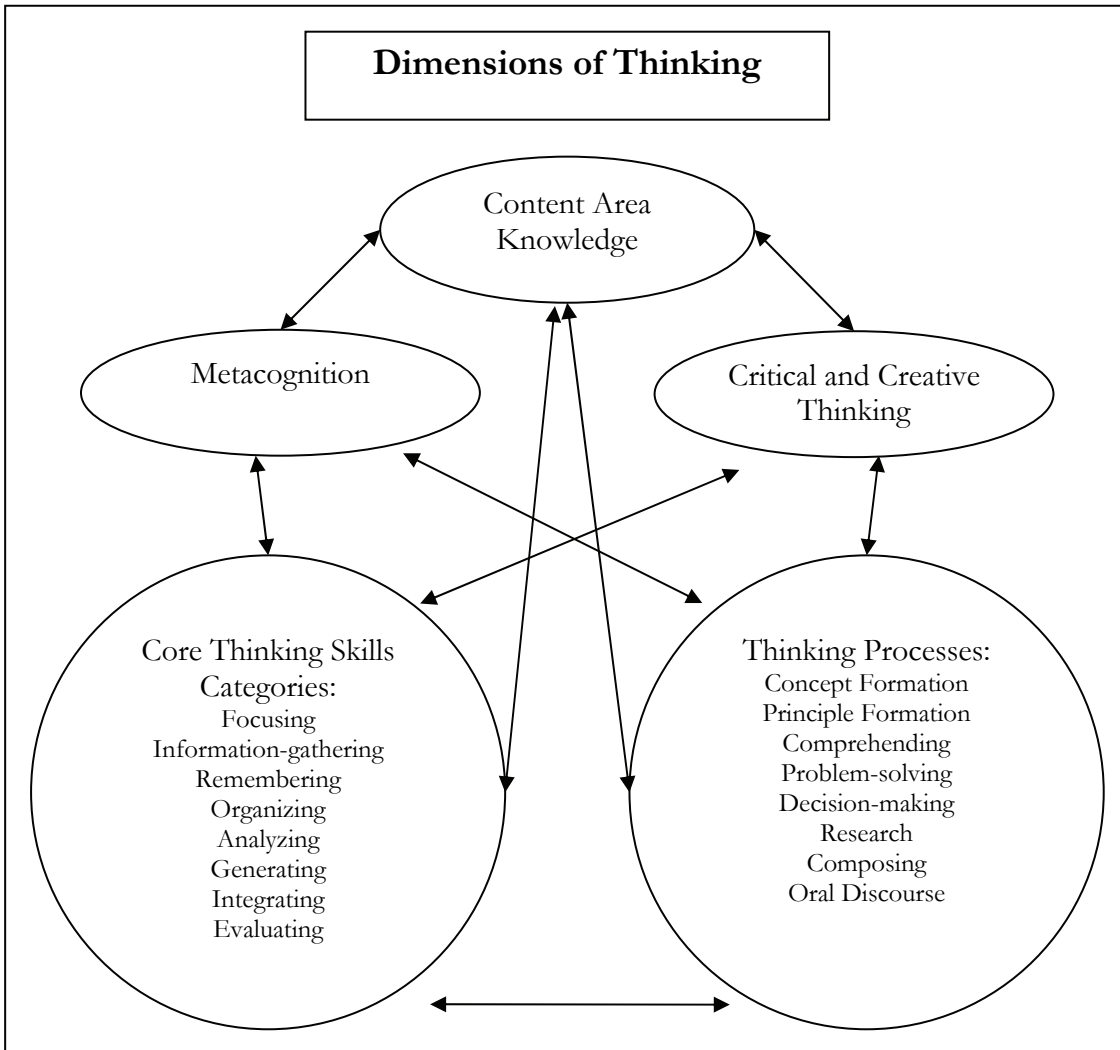 Dimensions of Thinking
Content Area
Knowledge
Metacognition
Critical and Creative
Thinking
Core Thinking Skills
Categories:
Focusing
Information-gathering
Remembering
Organizing
Analyzing
Generating
Integrating
Evaluating
Thinking Processes:
Concept Formation
Principle Formation
Comprehending
Problem-solving
Decision-making
Research
Composing
Oral Discourse